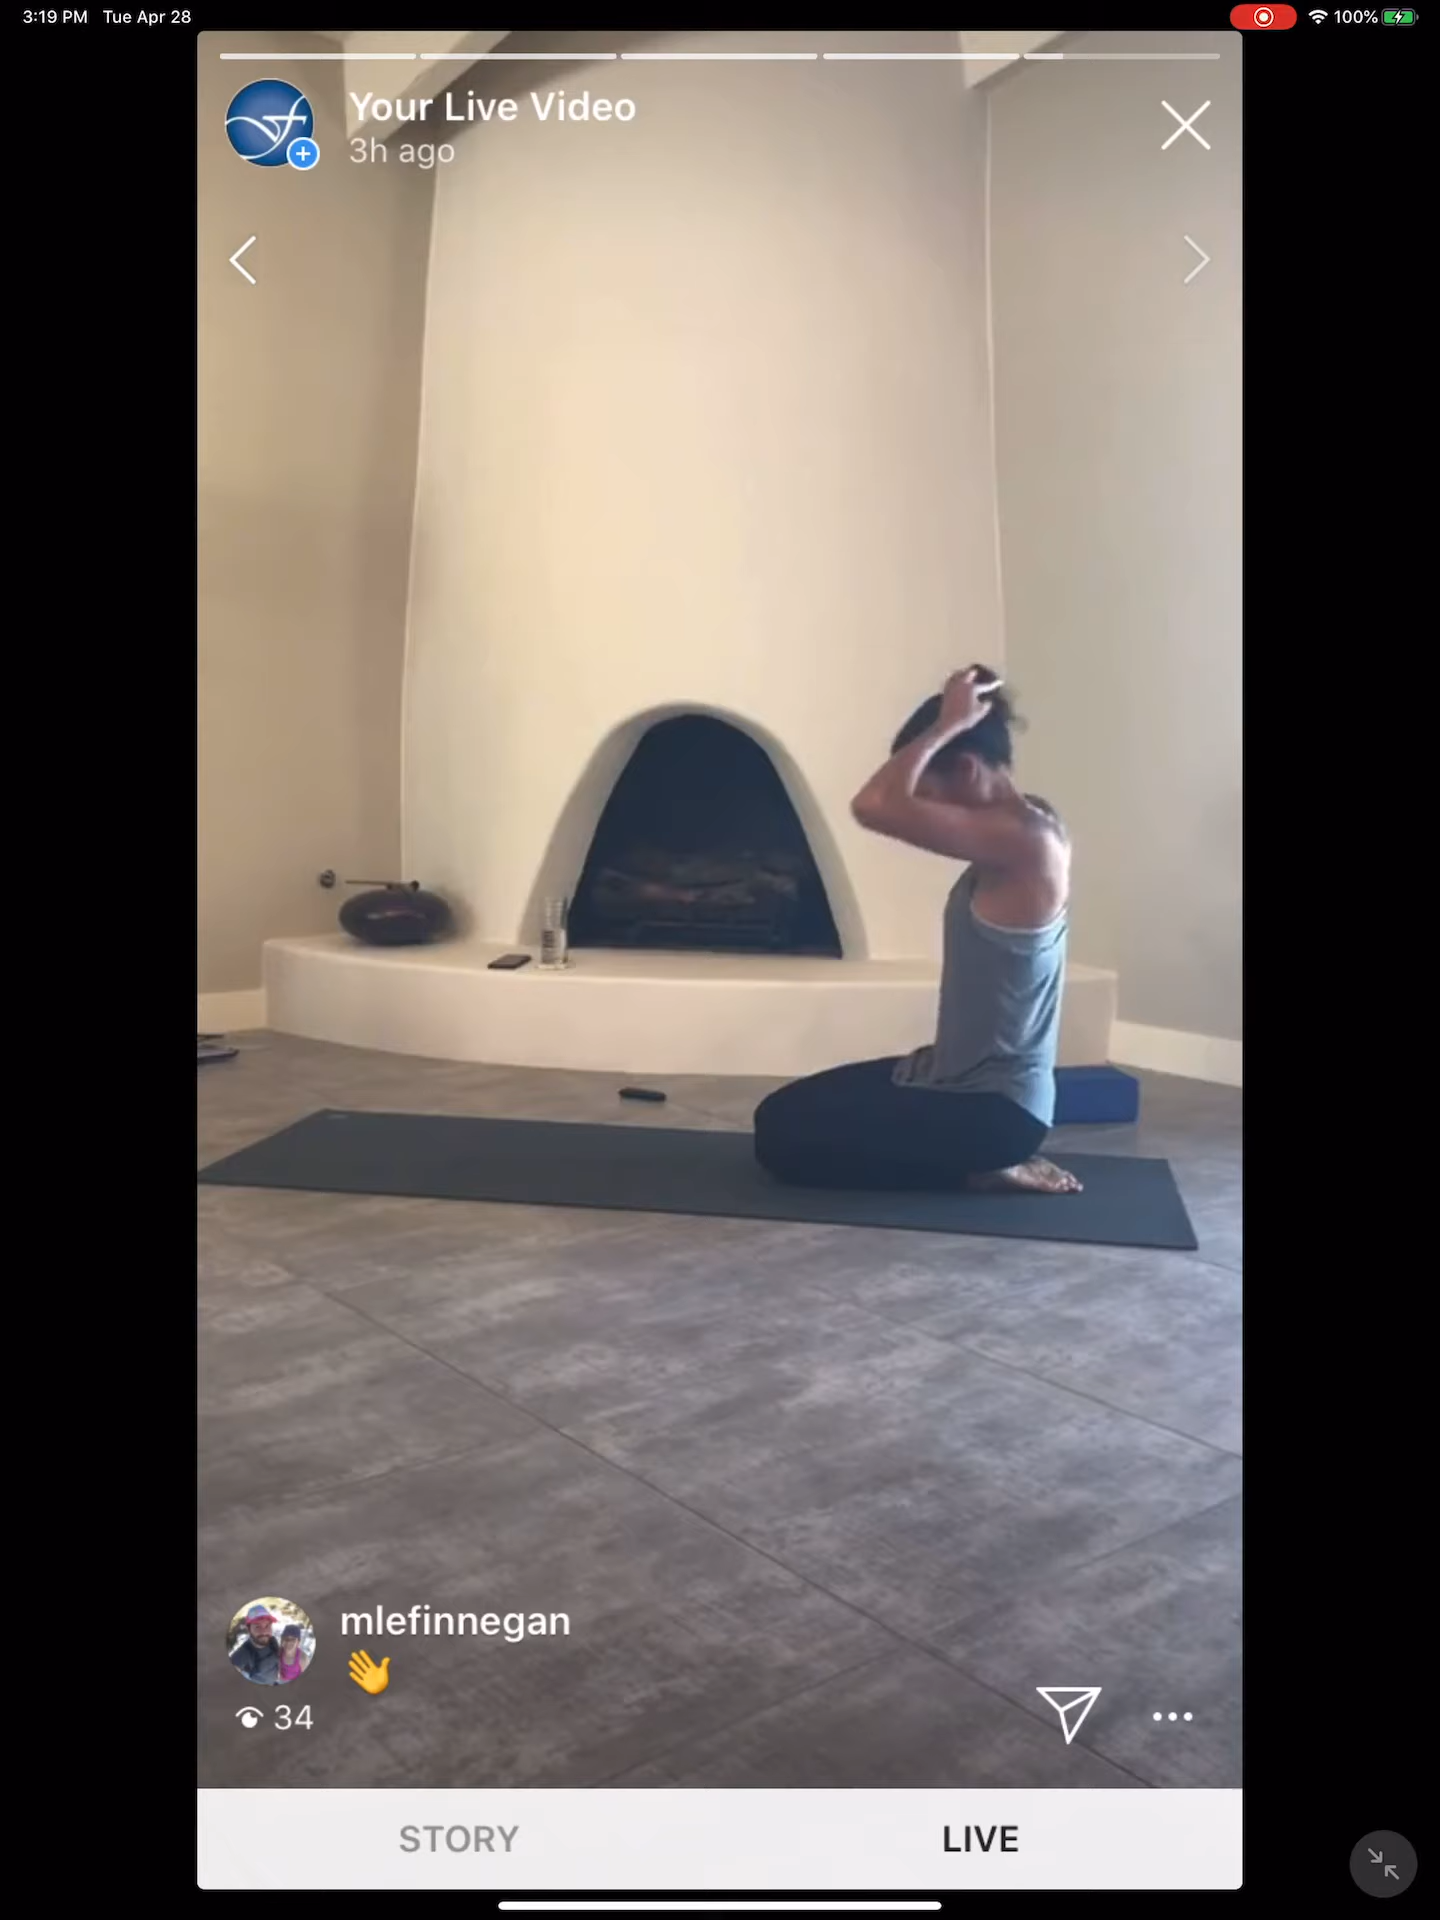 3:19 PM Tue Apr 28
100%
Your Live Video
3h ago
mlefinnegan
👋
34
STORY
LIVE